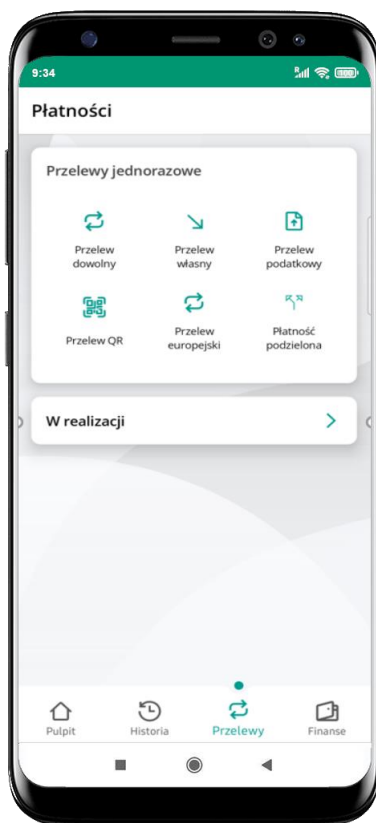 9:34
100
Płatności
Przelewy jednorazowe
Przelew
dowolny
Przelew
własny
Przelew
podatkowy
Przelew QR
Przelew
europejski
Płatność
podzielona
W realizacji
Pulpit
Historia
Przelewy
Finanse